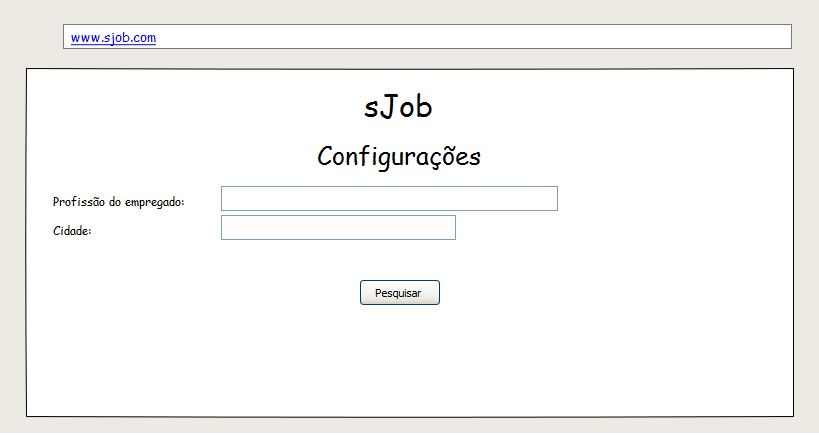 www.sjob.com
sJob
Configurações
Profissão do empregado:
Cidade:
Pesquisar